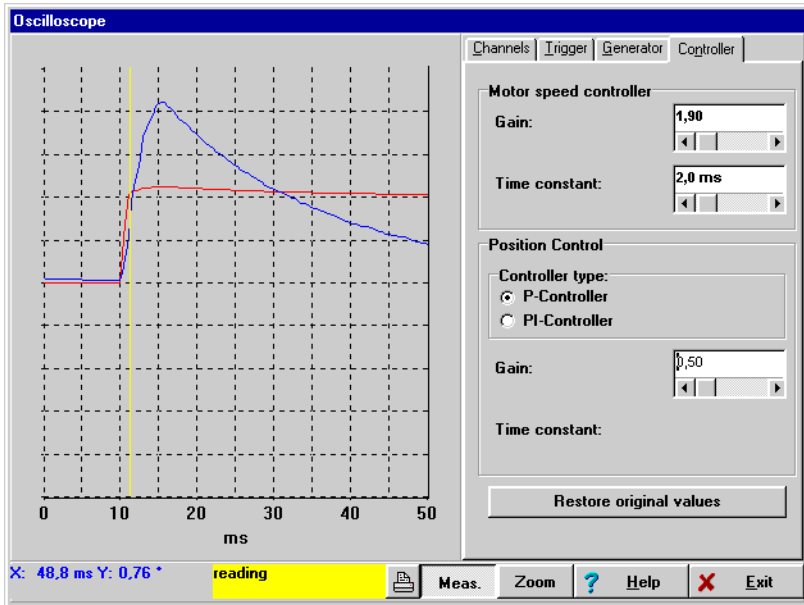 Oscilloscope
Channels Trigger Generator Controller
Motor speed controller
Gain:
1,90
Time constant:
2,0 ms
Position Control
Controller type:
P-Controller
PI-Controller
Gain:
0,50
Time constant:
Restore original values
0 10 20 30 40 50
ms
X: 48,8 ms Y: 0,76 *
reading
Meas.
Zoom
? Help
Exit